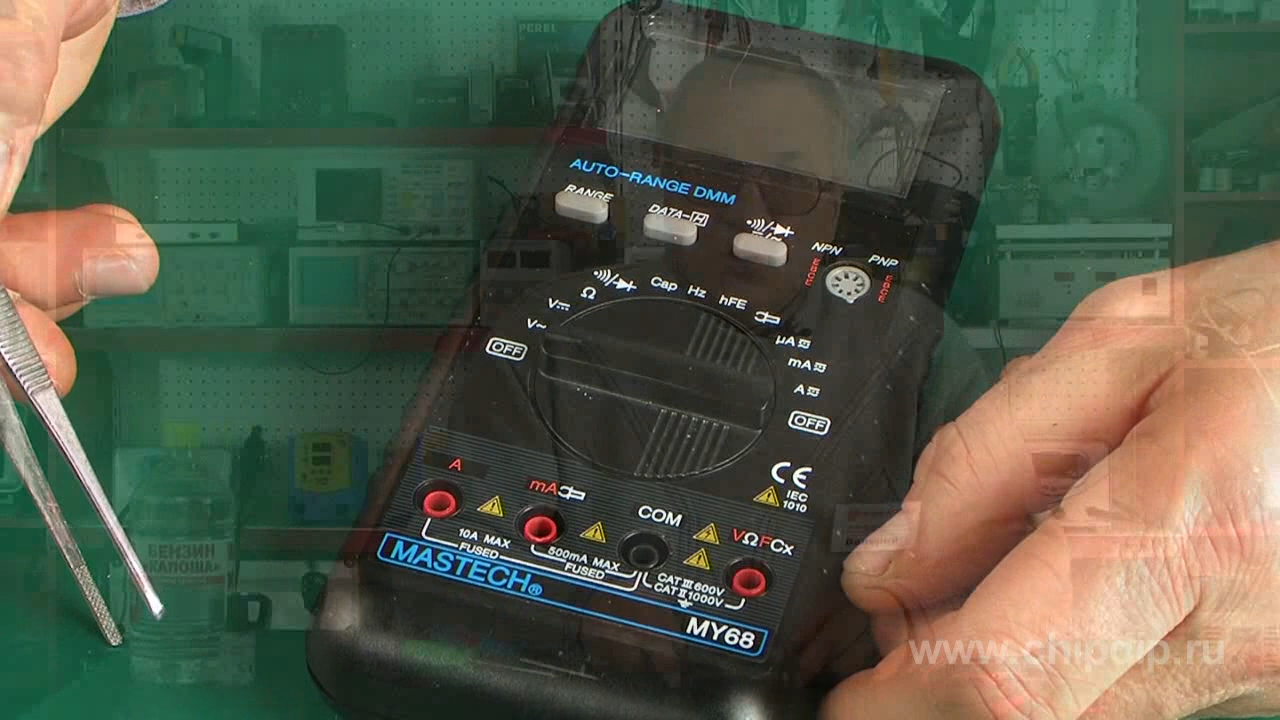 PEREL
AUTO-RANGE DMM
RANGE
DATA-H
NPN
PNP
Cap
Hz
hFE
Ω
V⎓
V~
OFF
μA
mA
A
OFF
CE
IEC
1010
A
mA
COM
VΩFCx
10A MAX
FUSED
500mA MAX
FUSED
CAT III 600V
CAT II 1000V
MASTECH®
MY68
БЕНЗИН
«КАЛОША»
www.chipdip.ru